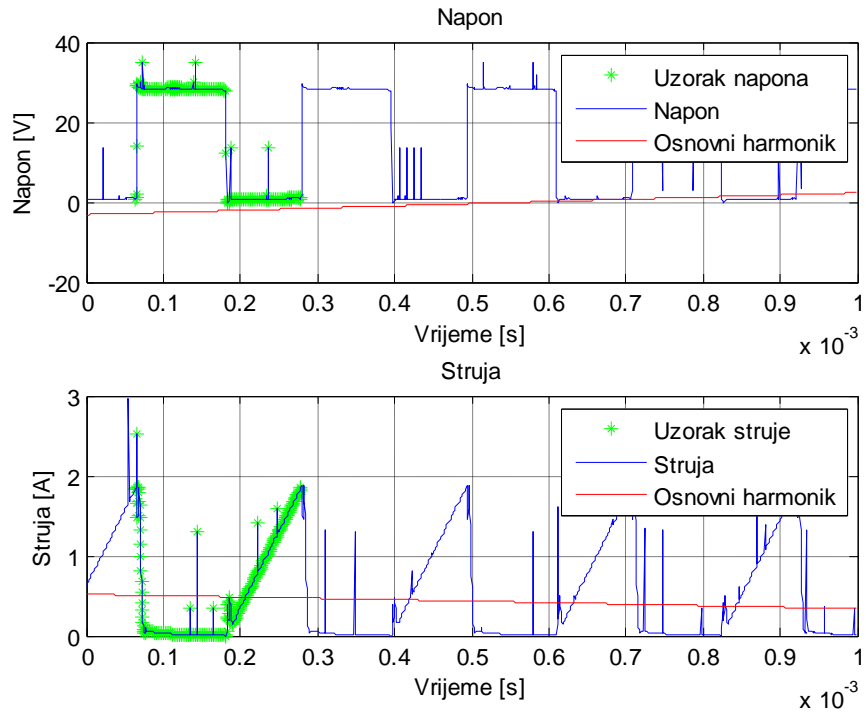 Napon
40
20
0
-20
Napon [V]
Uzorak napona
Napon
Osnovni harmonik
0 0.1 0.2 0.3 0.4 0.5 0.6 0.7 0.8 0.9 1
Vrijeme [s]
x 10⁻³
Struja
3
2
1
0
Struja [A]
Uzorak struje
Struja
Osnovni harmonik
0 0.1 0.2 0.3 0.4 0.5 0.6 0.7 0.8 0.9 1
Vrijeme [s]
x 10⁻³